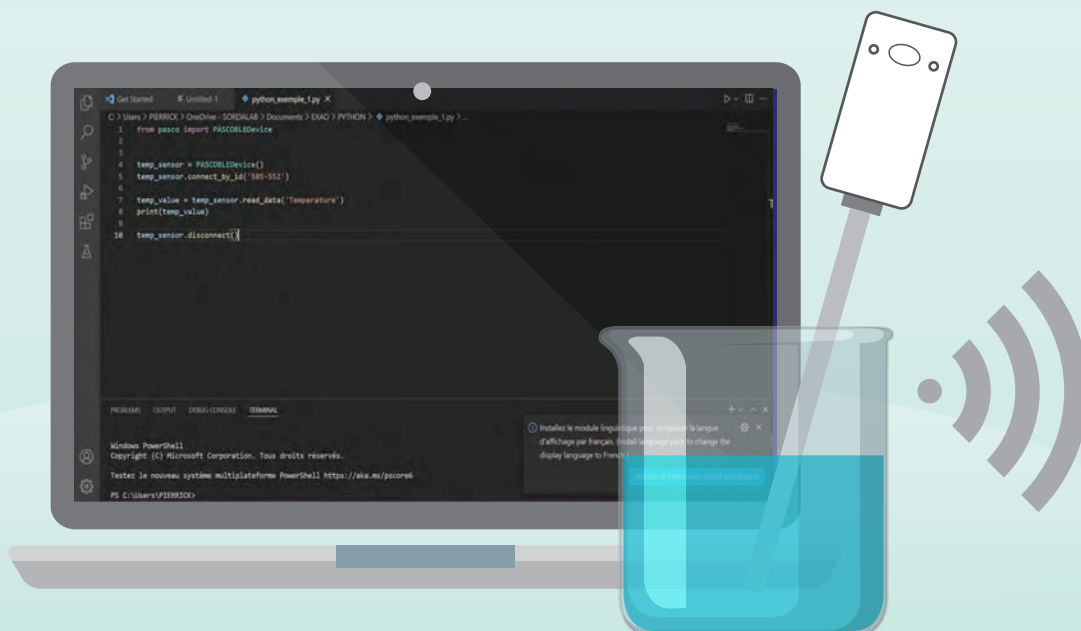 Get Started Untitled-1 python_exemple_1.py ×
C: > Users > PIERRICK > OneDrive - SORDALAB > Documents > EXAO > PYTHON > python_exemple_1.py > ...
1 from pasco import PASCOBLEDevice
2
3
4 temp_sensor = PASCOBLEDevice()
5 temp_sensor.connect_by_id('585-552')
6
7 temp_value = temp_sensor.read_data('Temperature')
8 print(temp_value)
9
10 temp_sensor.disconnect()
PROBLEMS OUTPUT DEBUG CONSOLE TERMINAL
Windows PowerShell
Copyright (C) Microsoft Corporation. Tous droits réservés.
Testez le nouveau système multiplateforme PowerShell https://aka.ms/pscore6
PS C:\Users\PIERRICK>
Installez le module linguistique pour remplacer la langue
d'affichage par français. (Install language pack to change the
display language to French.)
(Install and Restart)